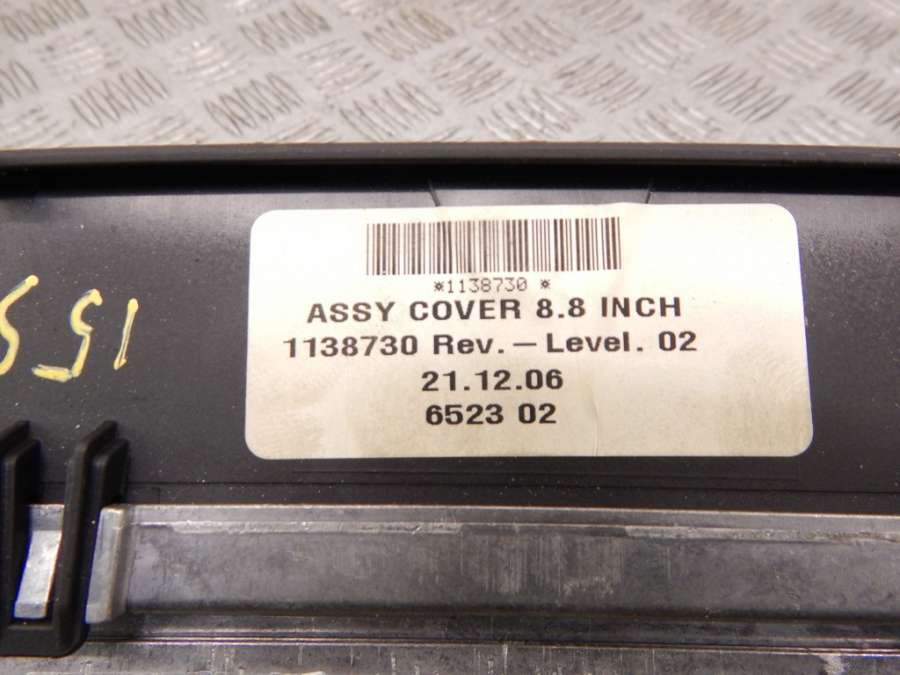 *1138730 *
ASSY COVER 8.8 INCH
1138730 Rev. – Level. 02
21.12.06
6523 02